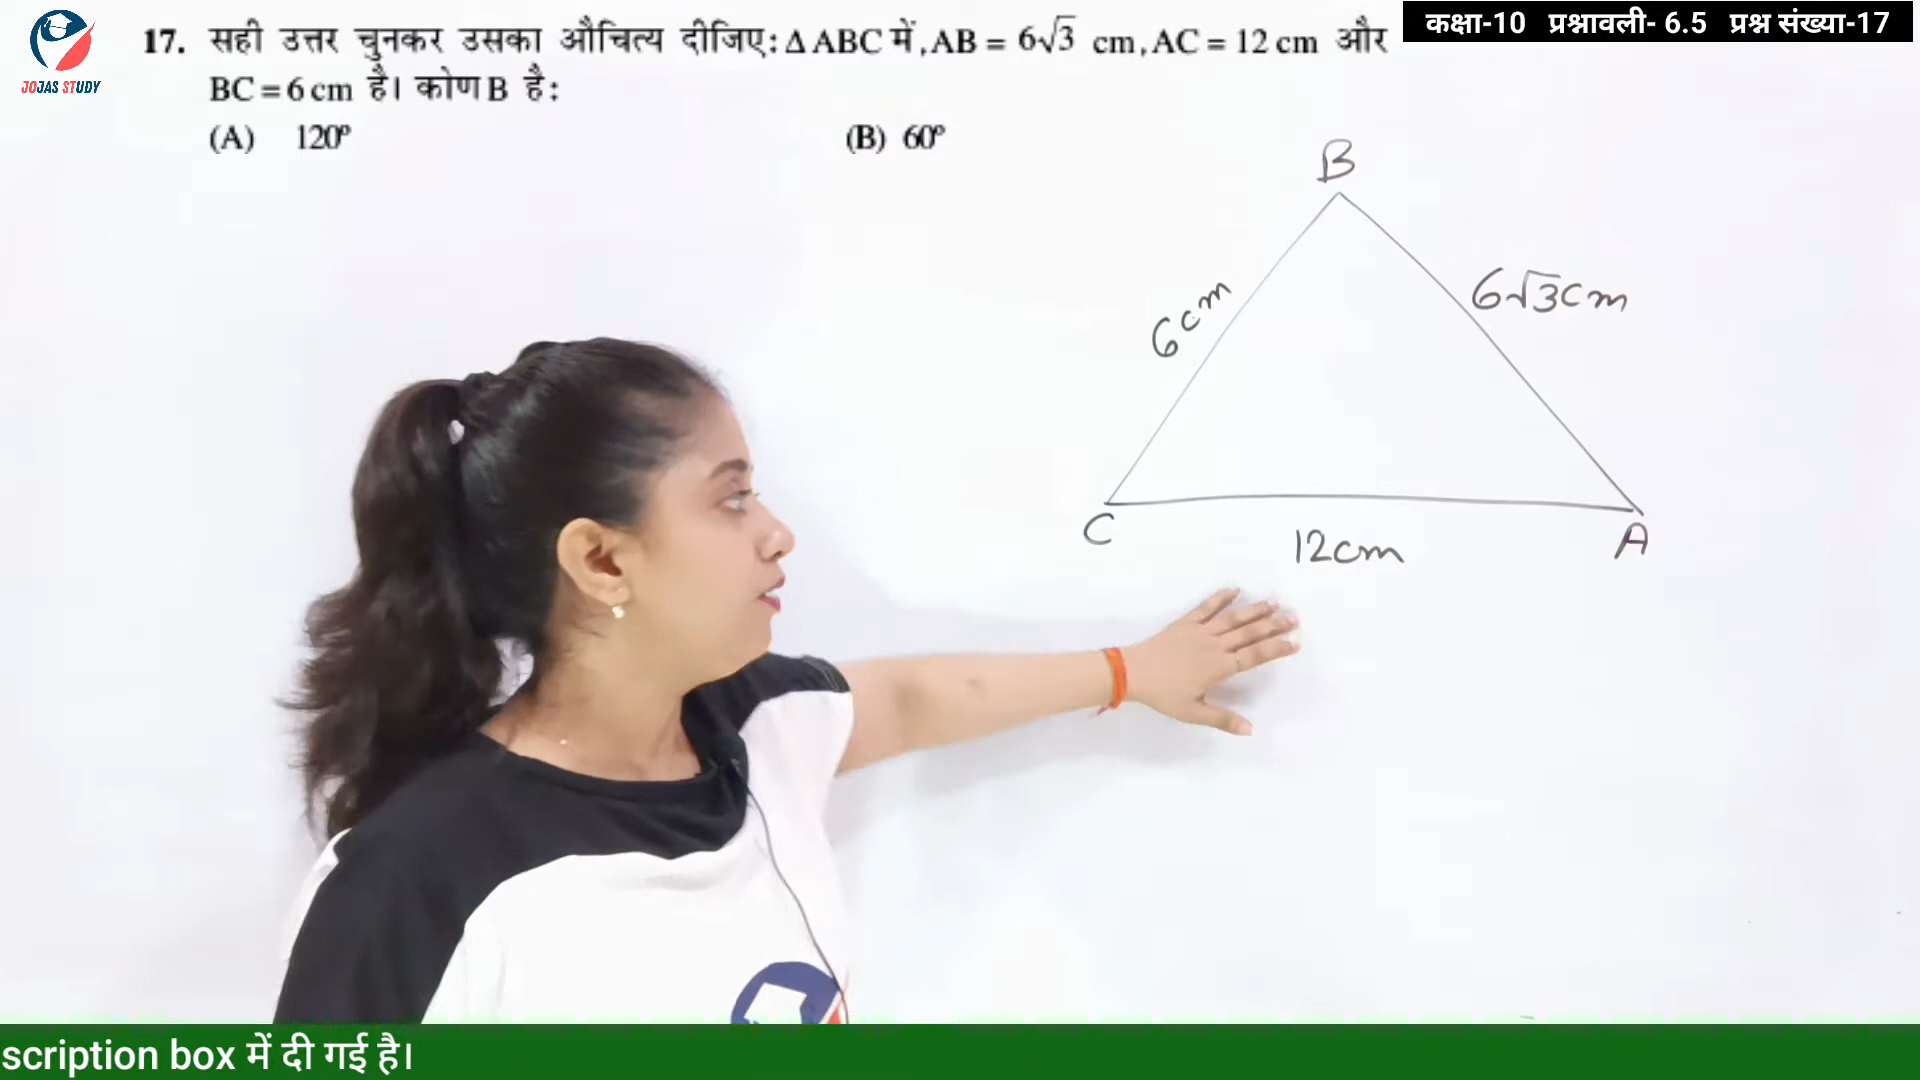 JOJAS STUDY
कक्षा-10 प्रश्नावली- 6.5 प्रश्न संख्या-17
17. सही उत्तर चुनकर उसका औचित्य दीजिए: Δ ABC में, AB = 6√3 cm, AC = 12 cm और
BC = 6 cm है। कोण B है:
(A) 120° (B) 60°
B
6cm
6√3cm
C
A
12cm
scription box में दी गई है।